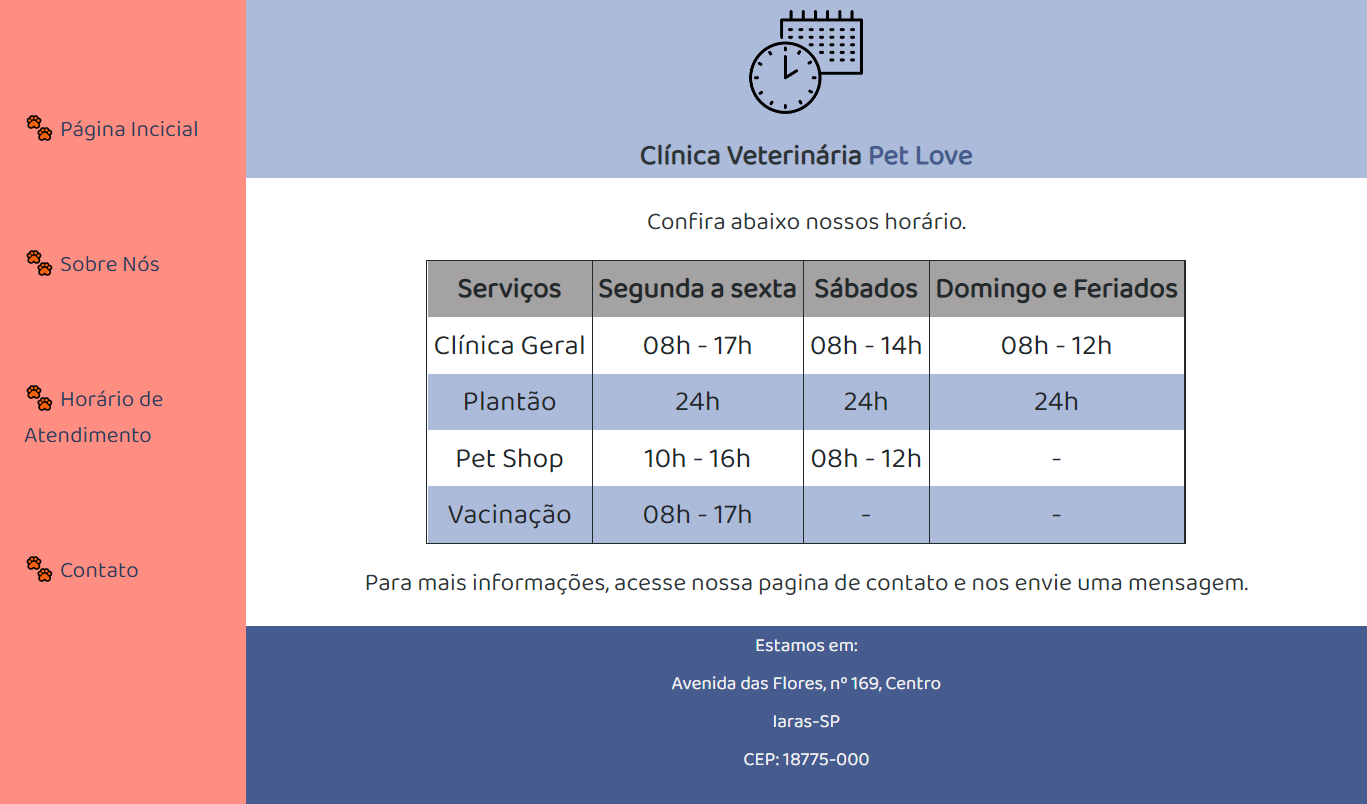 Página Incicial
Sobre Nós
Horário de
Atendimento
Contato
Clínica Veterinária Pet Love
Confira abaixo nossos horário.
Serviços Segunda a sexta Sábados Domingo e Feriados
Clínica Geral 08h - 17h 08h - 14h 08h - 12h
Plantão 24h 24h 24h
Pet Shop 10h - 16h 08h - 12h -
Vacinação 08h - 17h - -
Para mais informações, acesse nossa pagina de contato e nos envie uma mensagem.
Estamos em:
Avenida das Flores, nº 169, Centro
Iaras-SP
CEP: 18775-000